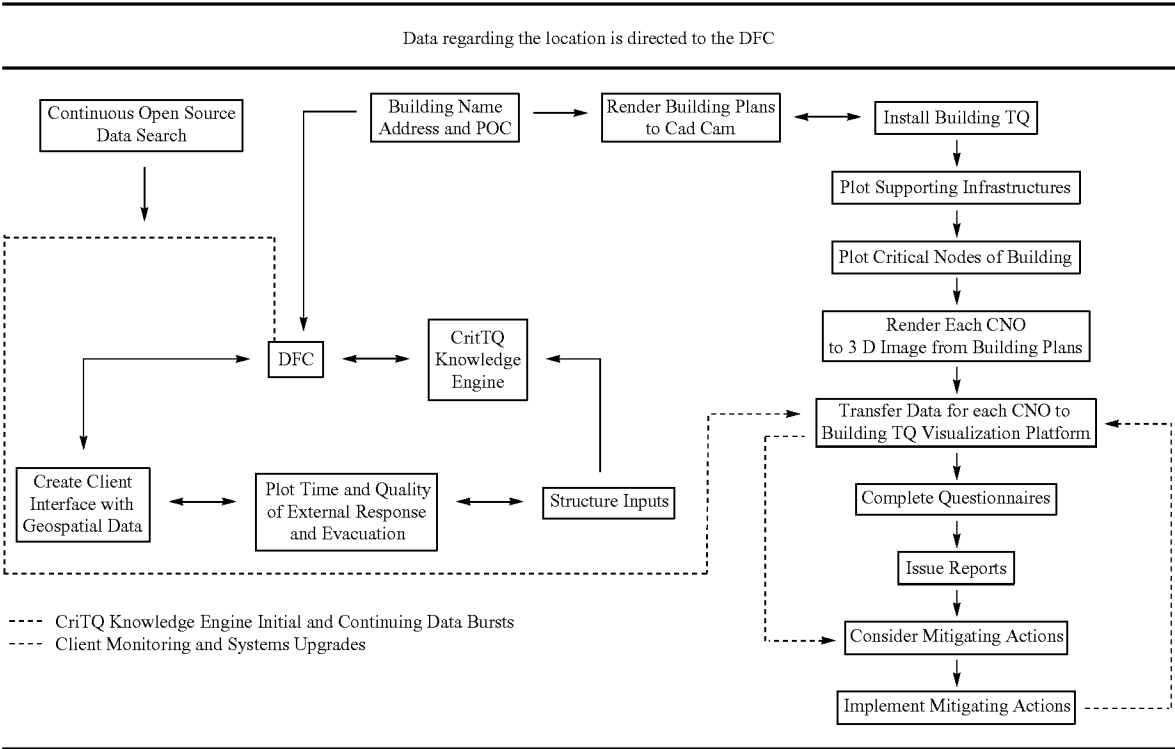 Data regarding the location is directed to the DFC
Continuous Open Source
Data Search
Building Name
Address and POC
Render Building Plans
to Cad Cam
Install Building TQ
Plot Supporting Infrastructures
Plot Critical Nodes of Building
Render Each CNO
to 3 D Image from Building Plans
DFC
CritTQ
Knowledge
Engine
Transfer Data for each CNO to
Building TQ Visualization Platform
Create Client
Interface with
Geospatial Data
Plot Time and Quality
of External Response
and Evacuation
Structure Inputs
Complete Questionnaires
Issue Reports
Consider Mitigating Actions
Implement Mitigating Actions
CriTQ Knowledge Engine Initial and Continuing Data Bursts
Client Monitoring and Systems Upgrades